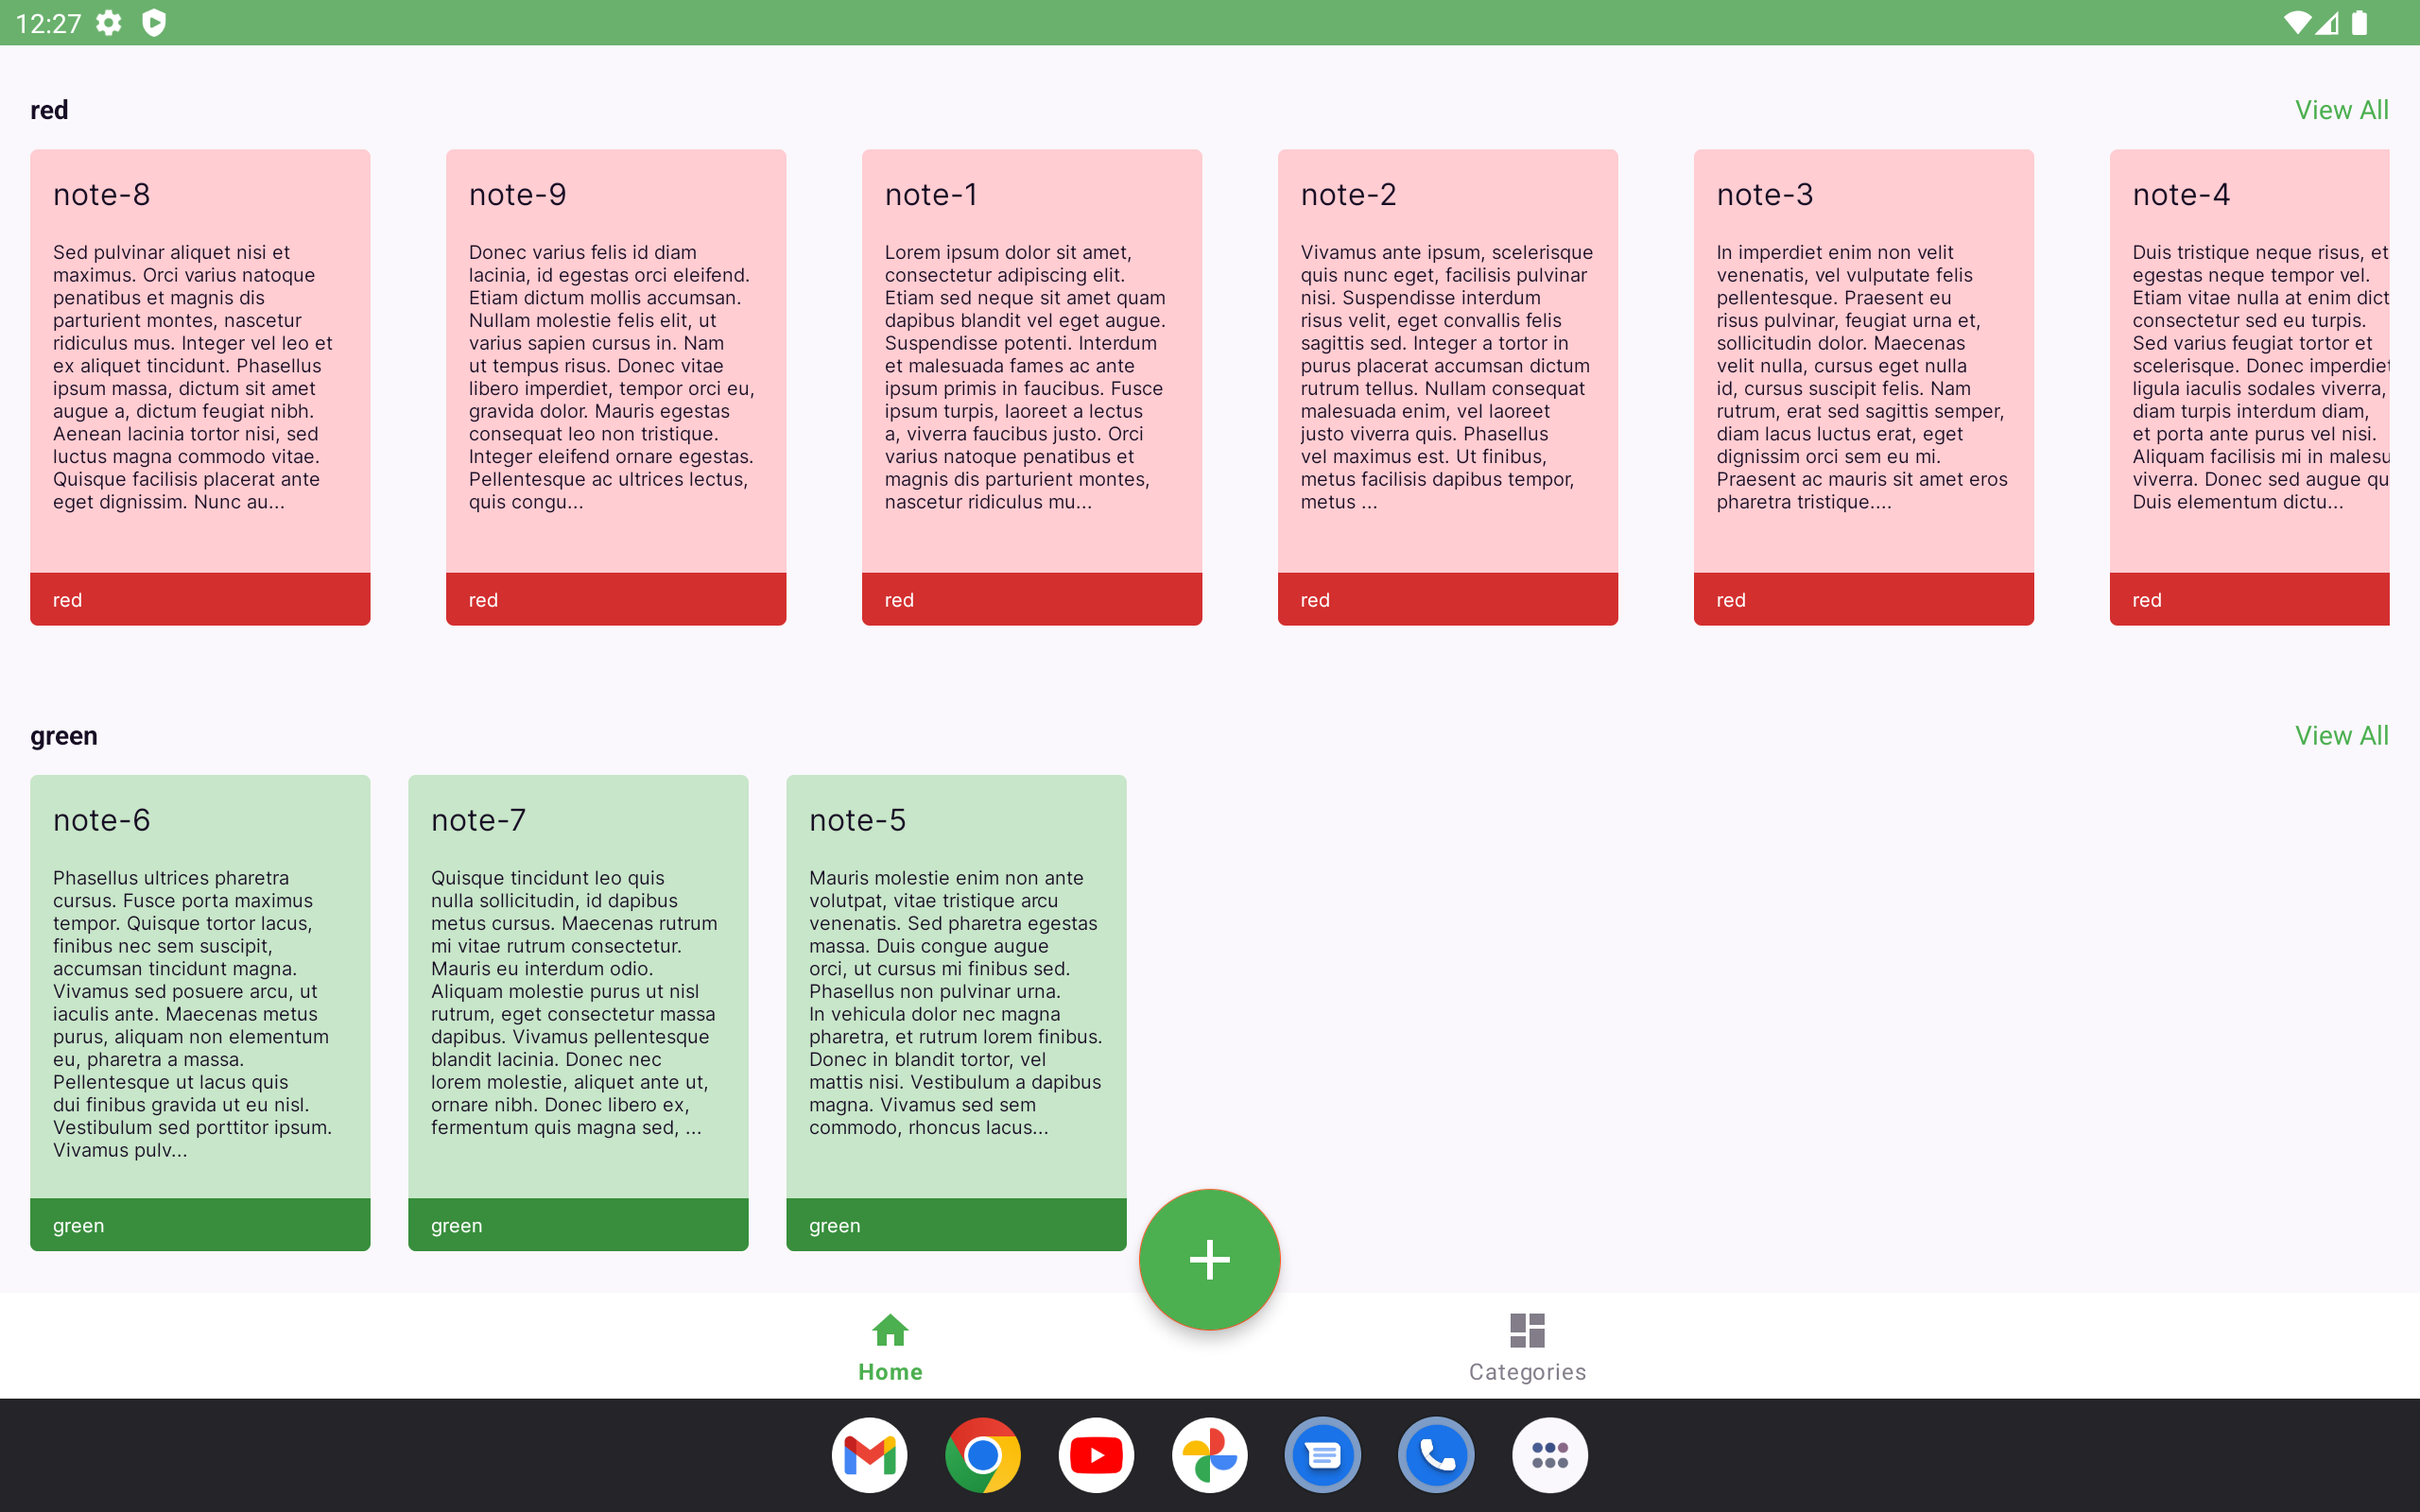 12:27
red
View All
note-8
Sed pulvinar aliquet nisi et
maximus. Orci varius natoque
penatibus et magnis dis
parturient montes, nascetur
ridiculus mus. Integer vel leo et
ex aliquet tincidunt. Phasellus
ipsum massa, dictum sit amet
augue a, dictum feugiat nibh.
Aenean lacinia tortor nisi, sed
luctus magna commodo vitae.
Quisque facilisis placerat ante
eget dignissim. Nunc au...
red
note-9
Donec varius felis id diam
lacinia, id egestas orci eleifend.
Etiam dictum mollis accumsan.
Nullam molestie felis elit, ut
varius sapien cursus in. Nam
ut tempus risus. Donec vitae
libero imperdiet, tempor orci eu,
gravida dolor. Mauris egestas
consequat leo non tristique.
Integer eleifend ornare egestas.
Pellentesque ac ultrices lectus,
quis congu...
red
note-1
Lorem ipsum dolor sit amet,
consectetur adipiscing elit.
Etiam sed neque sit amet quam
dapibus blandit vel eget augue.
Suspendisse potenti. Interdum
et malesuada fames ac ante
ipsum primis in faucibus. Fusce
ipsum turpis, laoreet a lectus
a, viverra faucibus justo. Orci
varius natoque penatibus et
magnis dis parturient montes,
nascetur ridiculus mu...
red
note-2
Vivamus ante ipsum, scelerisque
quis nunc eget, facilisis pulvinar
nisi. Suspendisse interdum
risus velit, eget convallis felis
sagittis sed. Integer a tortor in
purus placerat accumsan dictum
rutrum tellus. Nullam consequat
malesuada enim, vel laoreet
justo viverra quis. Phasellus
vel maximus est. Ut finibus,
metus facilisis dapibus tempor,
metus ...
red
note-3
In imperdiet enim non velit
venenatis, vel vulputate felis
pellentesque. Praesent eu
risus pulvinar, feugiat urna et,
sollicitudin dolor. Maecenas
velit nulla, cursus eget nulla
id, cursus suscipit felis. Nam
rutrum, erat sed sagittis semper,
diam lacus luctus erat, eget
dignissim orci sem eu mi.
Praesent ac mauris sit amet eros
pharetra tristique....
red
note-4
Duis tristique neque risus, et
egestas neque tempor vel.
Etiam vitae nulla at enim dict
consectetur sed eu turpis.
Sed varius feugiat tortor et
scelerisque. Donec imperdiet
ligula iaculis sodales viverra,
diam turpis interdum diam,
et porta ante purus vel nisi.
Aliquam facilisis mi in malesu
viverra. Donec sed augue qu
Duis elementum dictu...
red
green
View All
note-6
Phasellus ultrices pharetra
cursus. Fusce porta maximus
tempor. Quisque tortor lacus,
finibus nec sem suscipit,
accumsan tincidunt magna.
Vivamus sed posuere arcu, ut
iaculis ante. Maecenas metus
purus, aliquam non elementum
eu, pharetra a massa.
Pellentesque ut lacus quis
dui finibus gravida ut eu nisl.
Vestibulum sed porttitor ipsum.
Vivamus pulv...
green
note-7
Quisque tincidunt leo quis
nulla sollicitudin, id dapibus
metus cursus. Maecenas rutrum
mi vitae rutrum consectetur.
Mauris eu interdum odio.
Aliquam molestie purus ut nisl
rutrum, eget consectetur massa
dapibus. Vivamus pellentesque
blandit lacinia. Donec nec
lorem molestie, aliquet ante ut,
ornare nibh. Donec libero ex,
fermentum quis magna sed, ...
green
note-5
Mauris molestie enim non ante
volutpat, vitae tristique arcu
venenatis. Sed pharetra egestas
massa. Duis congue augue
orci, ut cursus mi finibus sed.
Phasellus non pulvinar urna.
In vehicula dolor nec magna
pharetra, et rutrum lorem finibus.
Donec in blandit tortor, vel
mattis nisi. Vestibulum a dapibus
magna. Vivamus sed sem
commodo, rhoncus lacus...
green
Home
Categories